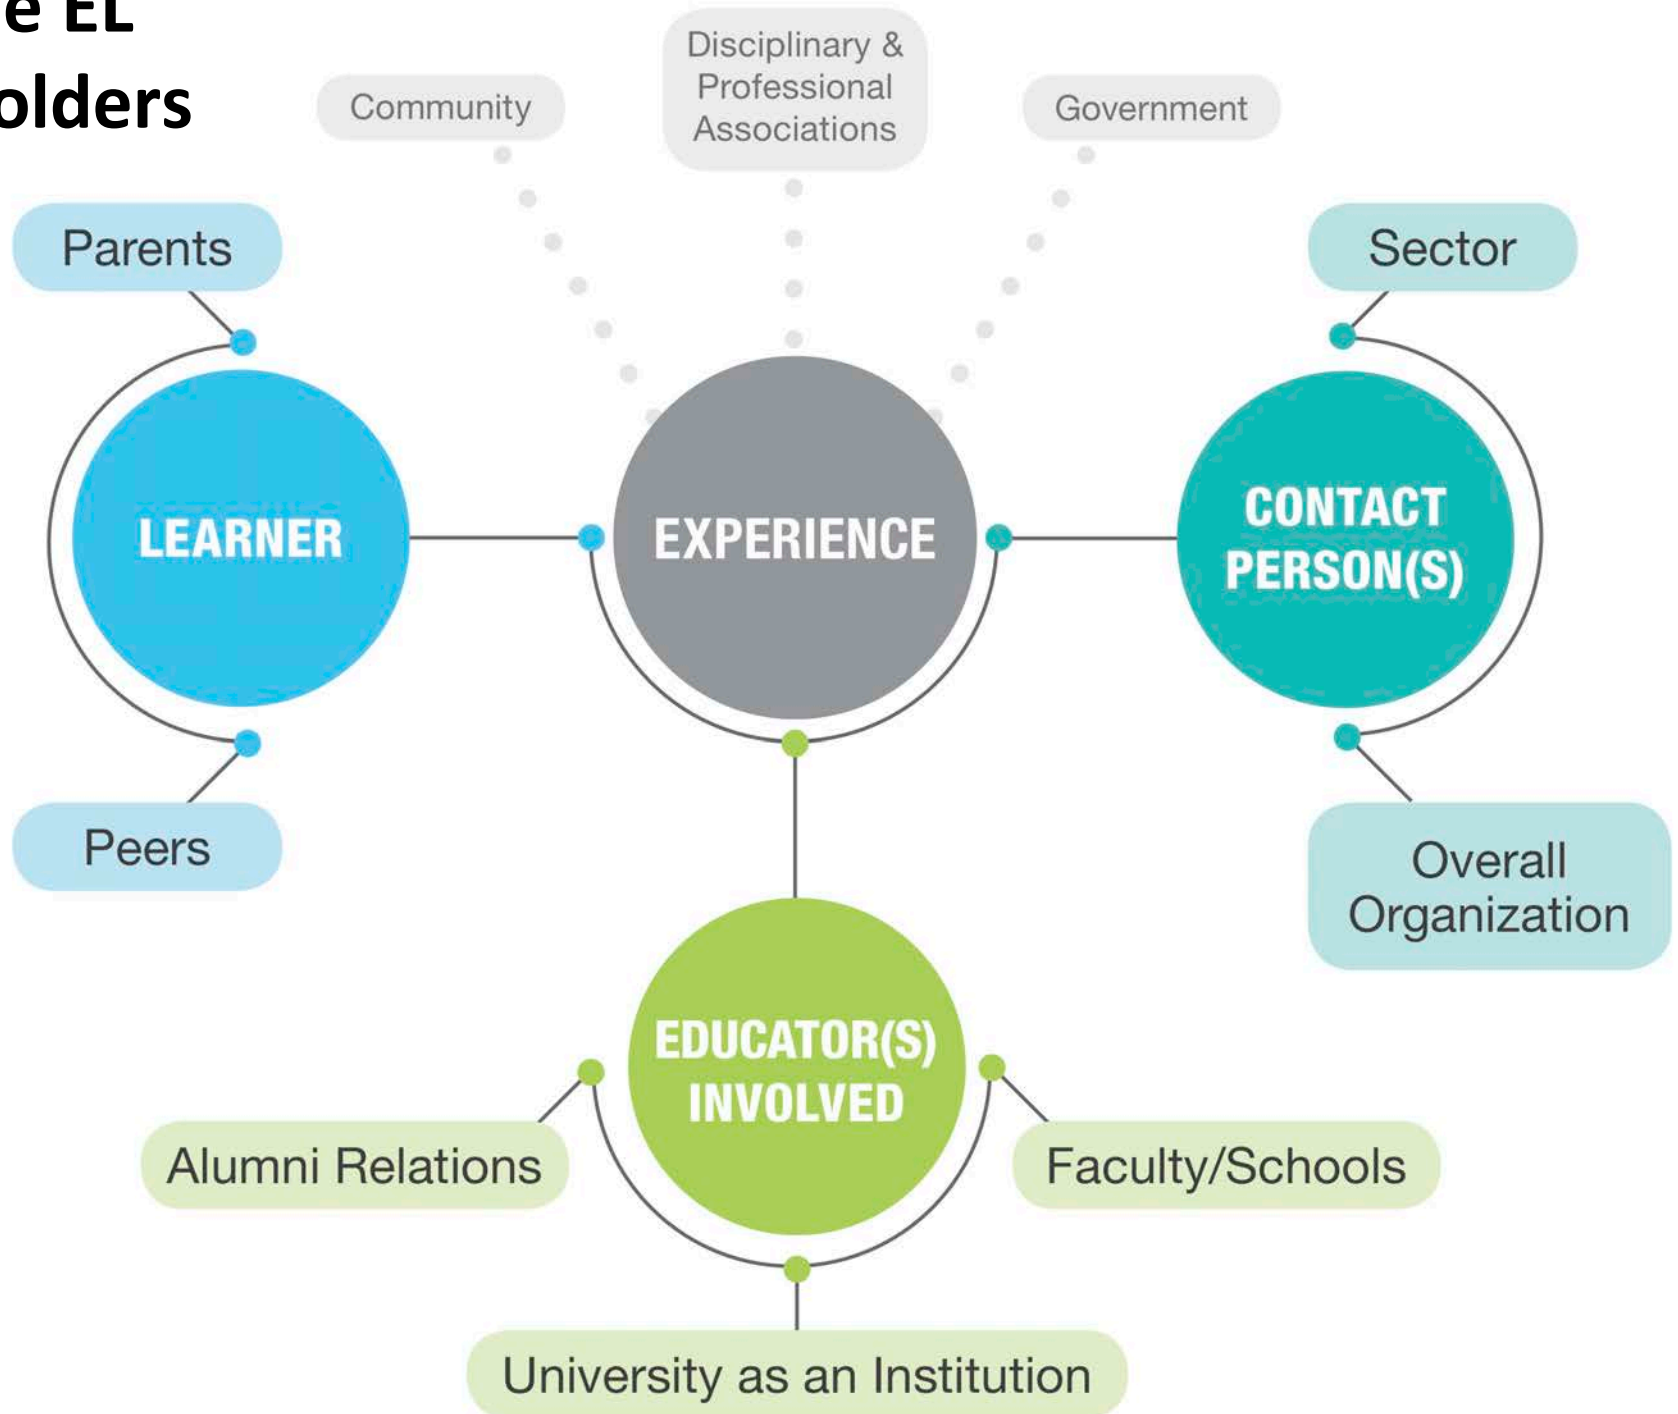 e EL
olders
Community
Disciplinary &
Professional
Associations
Government
Parents
Sector
LEARNER
EXPERIENCE
CONTACT
PERSON(S)
Peers
Overall
Organization
EDUCATOR(S)
INVOLVED
Alumni Relations
Faculty/Schools
University as an Institution